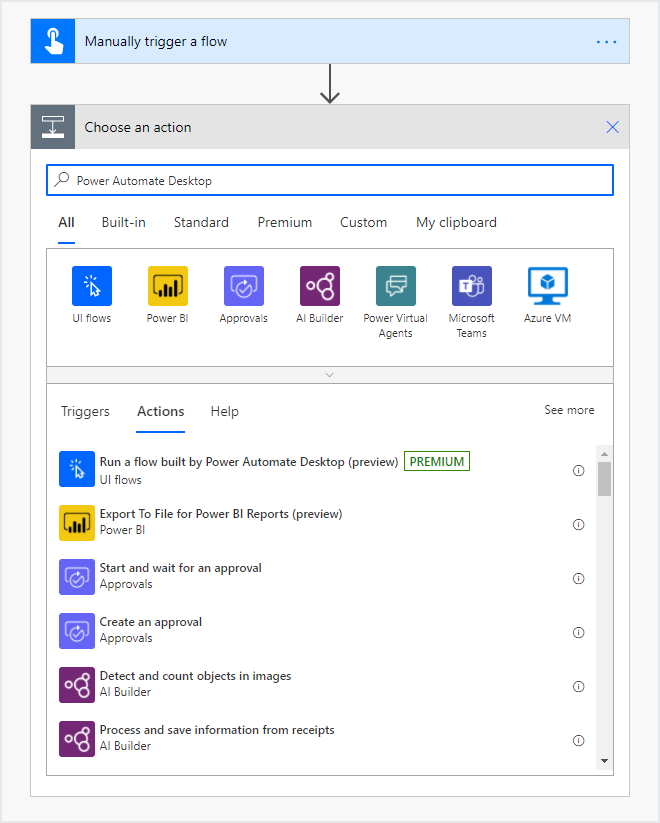 Manually trigger a flow
Choose an action
Power Automate Desktop
All Built-in Standard Premium Custom My clipboard
UI flows Power BI Approvals AI Builder Power Virtual Agents Microsoft Teams Azure VM
Triggers Actions Help See more
Run a flow built by Power Automate Desktop (preview) PREMIUM
UI flows
Export To File for Power BI Reports (preview)
Power BI
Start and wait for an approval
Approvals
Create an approval
Approvals
Detect and count objects in images
AI Builder
Process and save information from receipts
AI Builder